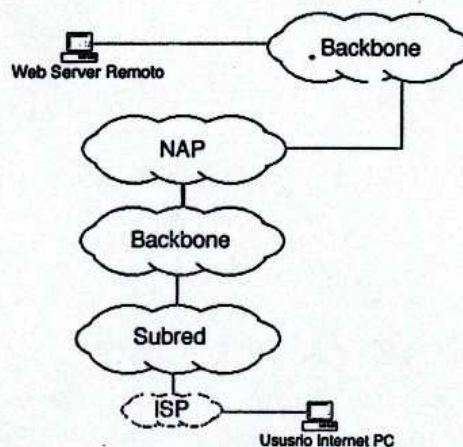 Backbone
Web Server Remoto
NAP
Backbone
Subred
ISP
Ususrio Internet PC